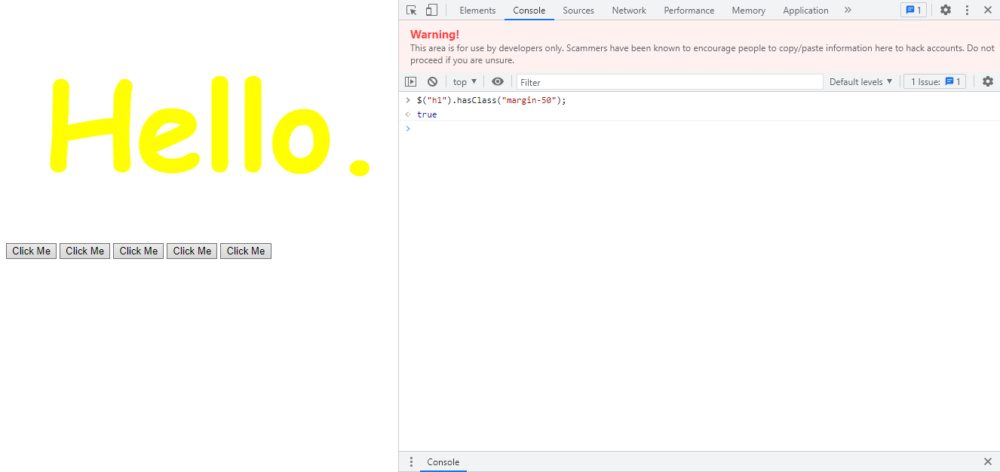 Elements Console Sources Network Performance Memory Application » 1
Warning!
This area is for use by developers only. Scammers have been known to encourage people to copy/paste information here to hack accounts. Do not
proceed if you are unsure.
top ▼ Filter Default levels ▼ 1 Issue: 1
> $("h1").hasClass("margin-50");
true
>
Hello.
Click Me Click Me Click Me Click Me Click Me
Console